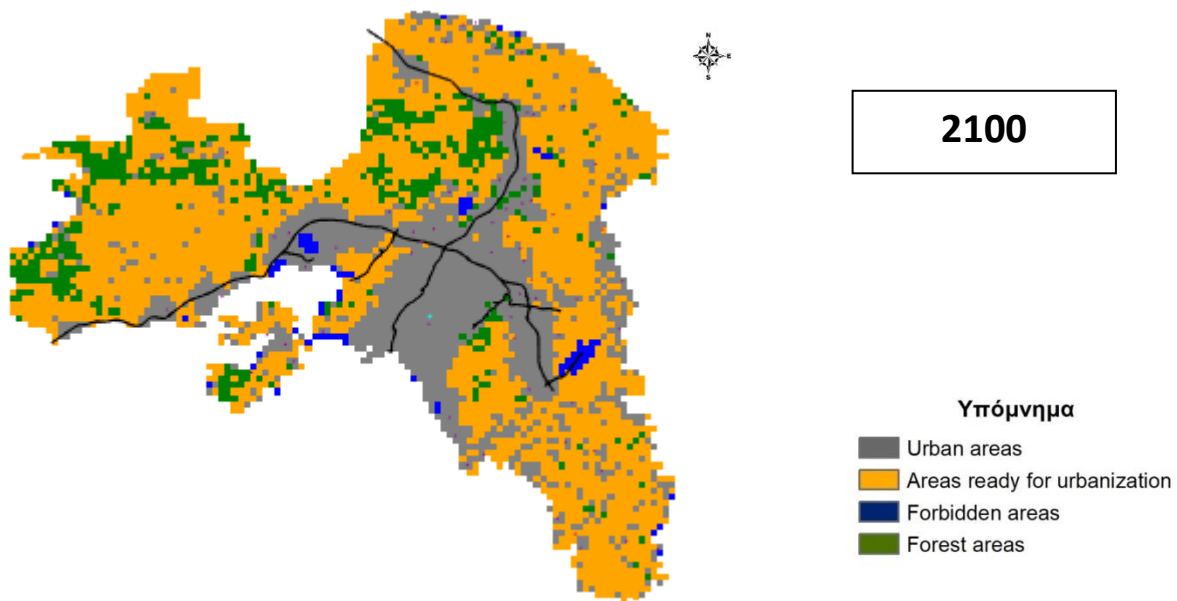 N
E
S
2100
Υπόμνημα
Urban areas
Areas ready for urbanization
Forbidden areas
Forest areas